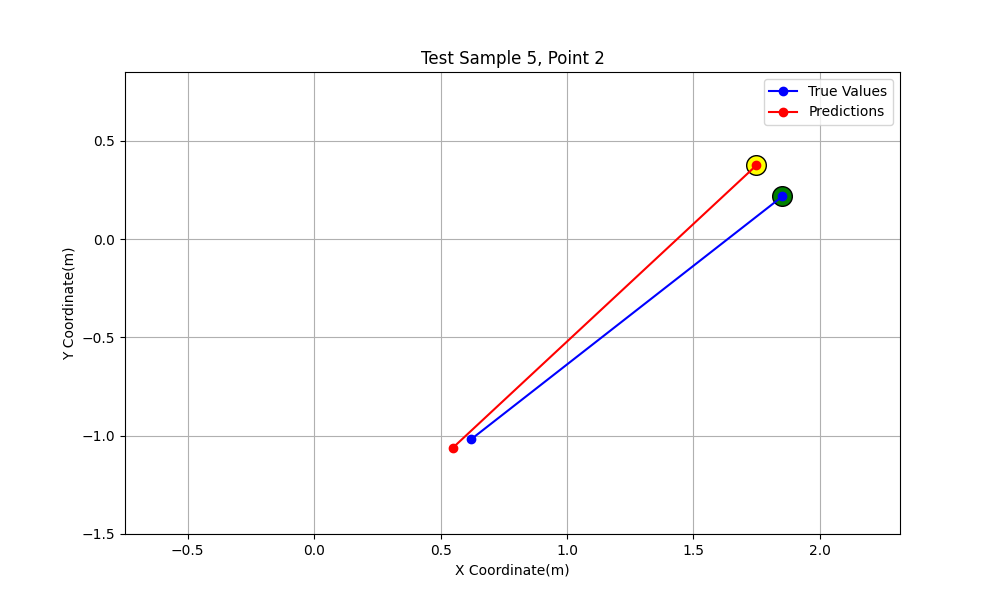 Test Sample 5, Point 2
True Values
Predictions
0.5
0.0
−0.5
−1.0
−1.5
Y Coordinate(m)
−0.5 0.0 0.5 1.0 1.5 2.0
X Coordinate(m)